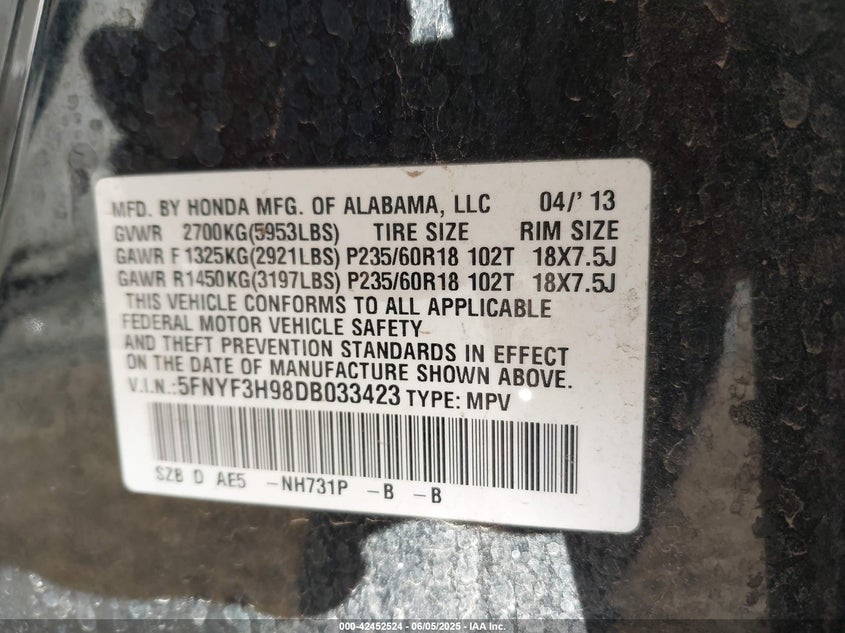 MFD. BY HONDA MFG. OF ALABAMA, LLC 04/'13
GVWR 2700KG(5953LBS) TIRE SIZE RIM SIZE
GAWR F 1325KG(2921LBS) P235/60R18 102T 18X7.5J
GAWR R1450KG(3197LBS) P235/60R18 102T 18X7.5J
THIS VEHICLE CONFORMS TO ALL APPLICABLE
FEDERAL MOTOR VEHICLE SAFETY
AND THEFT PREVENTION STANDARDS IN EFFECT
ON THE DATE OF MANUFACTURE SHOWN ABOVE.
V.I.N.:5FNYF3H98DB033423 TYPE: MPV
SZB D AE5 -NH731P -B -B
000-42452524 - 06/05/2025 - IAA Inc.